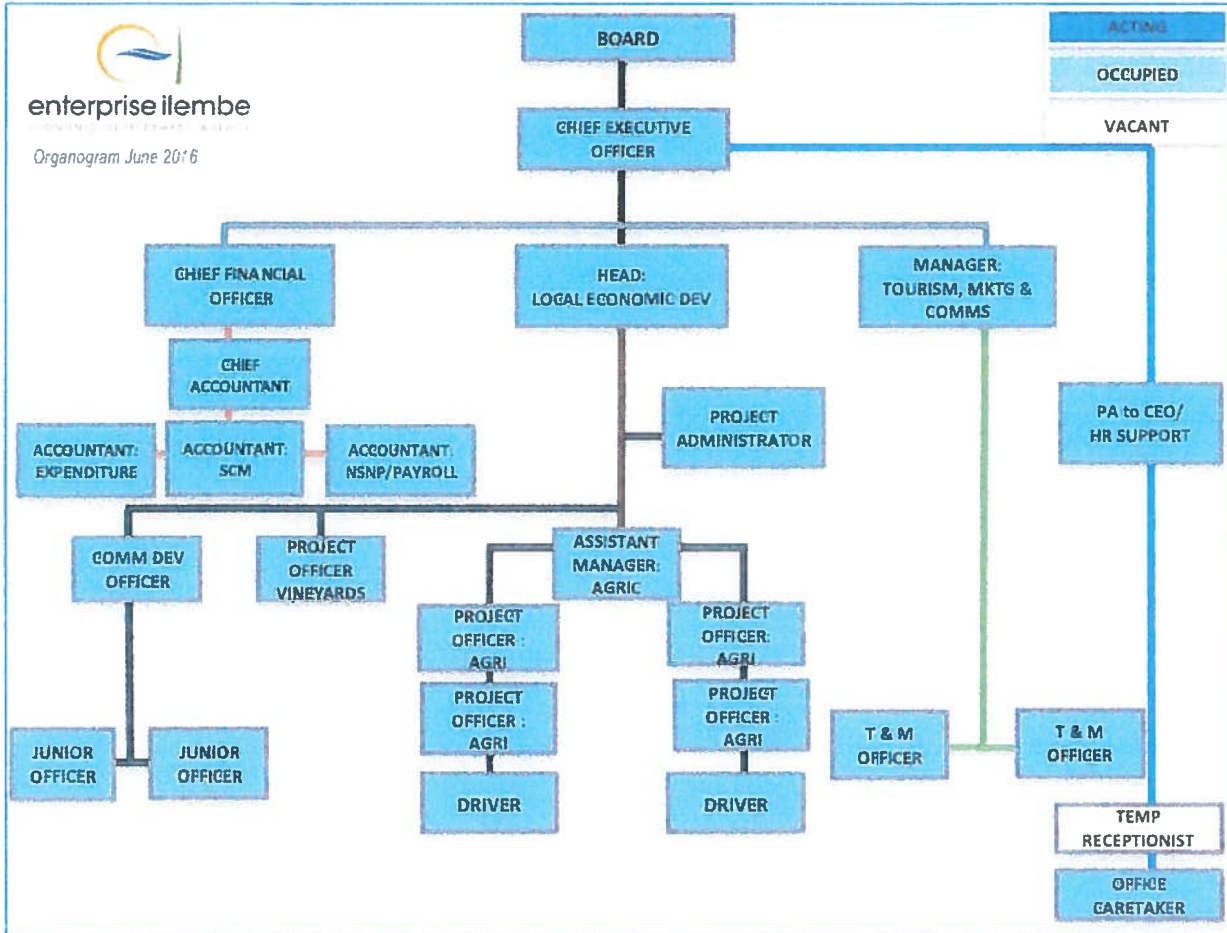 enterprise ilembe
Organogram June 2016
ACTING
OCCUPIED
VACANT
BOARD
CHIEF EXECUTIVE
OFFICER
CHIEF FINANCIAL
OFFICER
HEAD:
LOCAL ECONOMIC DEV
MANAGER:
TOURISM, MKTG &
COMMS
CHIEF
ACCOUNTANT
PROJECT
ADMINISTRATOR
PA to CEO/
HR SUPPORT
ACCOUNTANT:
EXPENDITURE
ACCOUNTANT:
SCM
ACCOUNTANT:
NSNP/PAYROLL
COMM DEV
OFFICER
PROJECT
OFFICER
VINEYARDS
ASSISTANT
MANAGER:
AGRIC
PROJECT
OFFICER :
AGRI
PROJECT
OFFICER:
AGRI
PROJECT
OFFICER :
AGRI
PROJECT
OFFICER :
AGRI
JUNIOR
OFFICER
JUNIOR
OFFICER
DRIVER
DRIVER
T & M
OFFICER
T & M
OFFICER
TEMP
RECEPTIONIST
OFFICE
CARETAKER